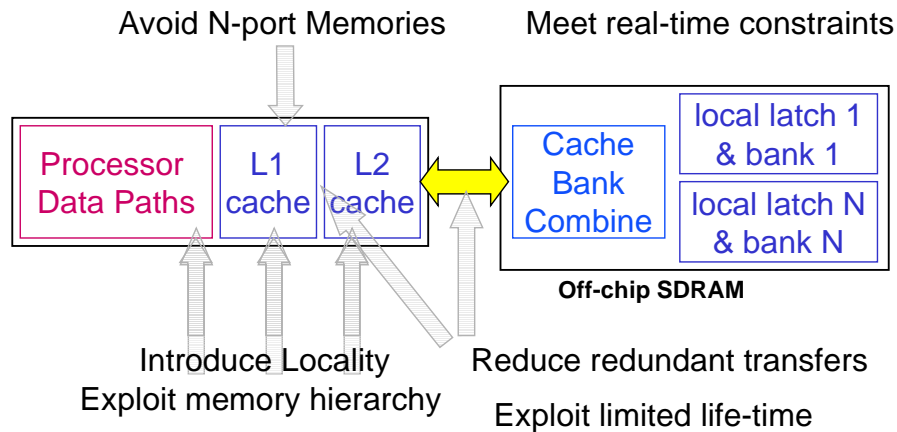 Avoid N-port Memories
Meet real-time constraints
Processor
Data Paths
L1
cache
L2
cache
Cache
Bank
Combine
local latch 1
& bank 1
local latch N
& bank N
Off-chip SDRAM
Introduce Locality
Exploit memory hierarchy
Reduce redundant transfers
Exploit limited life-time